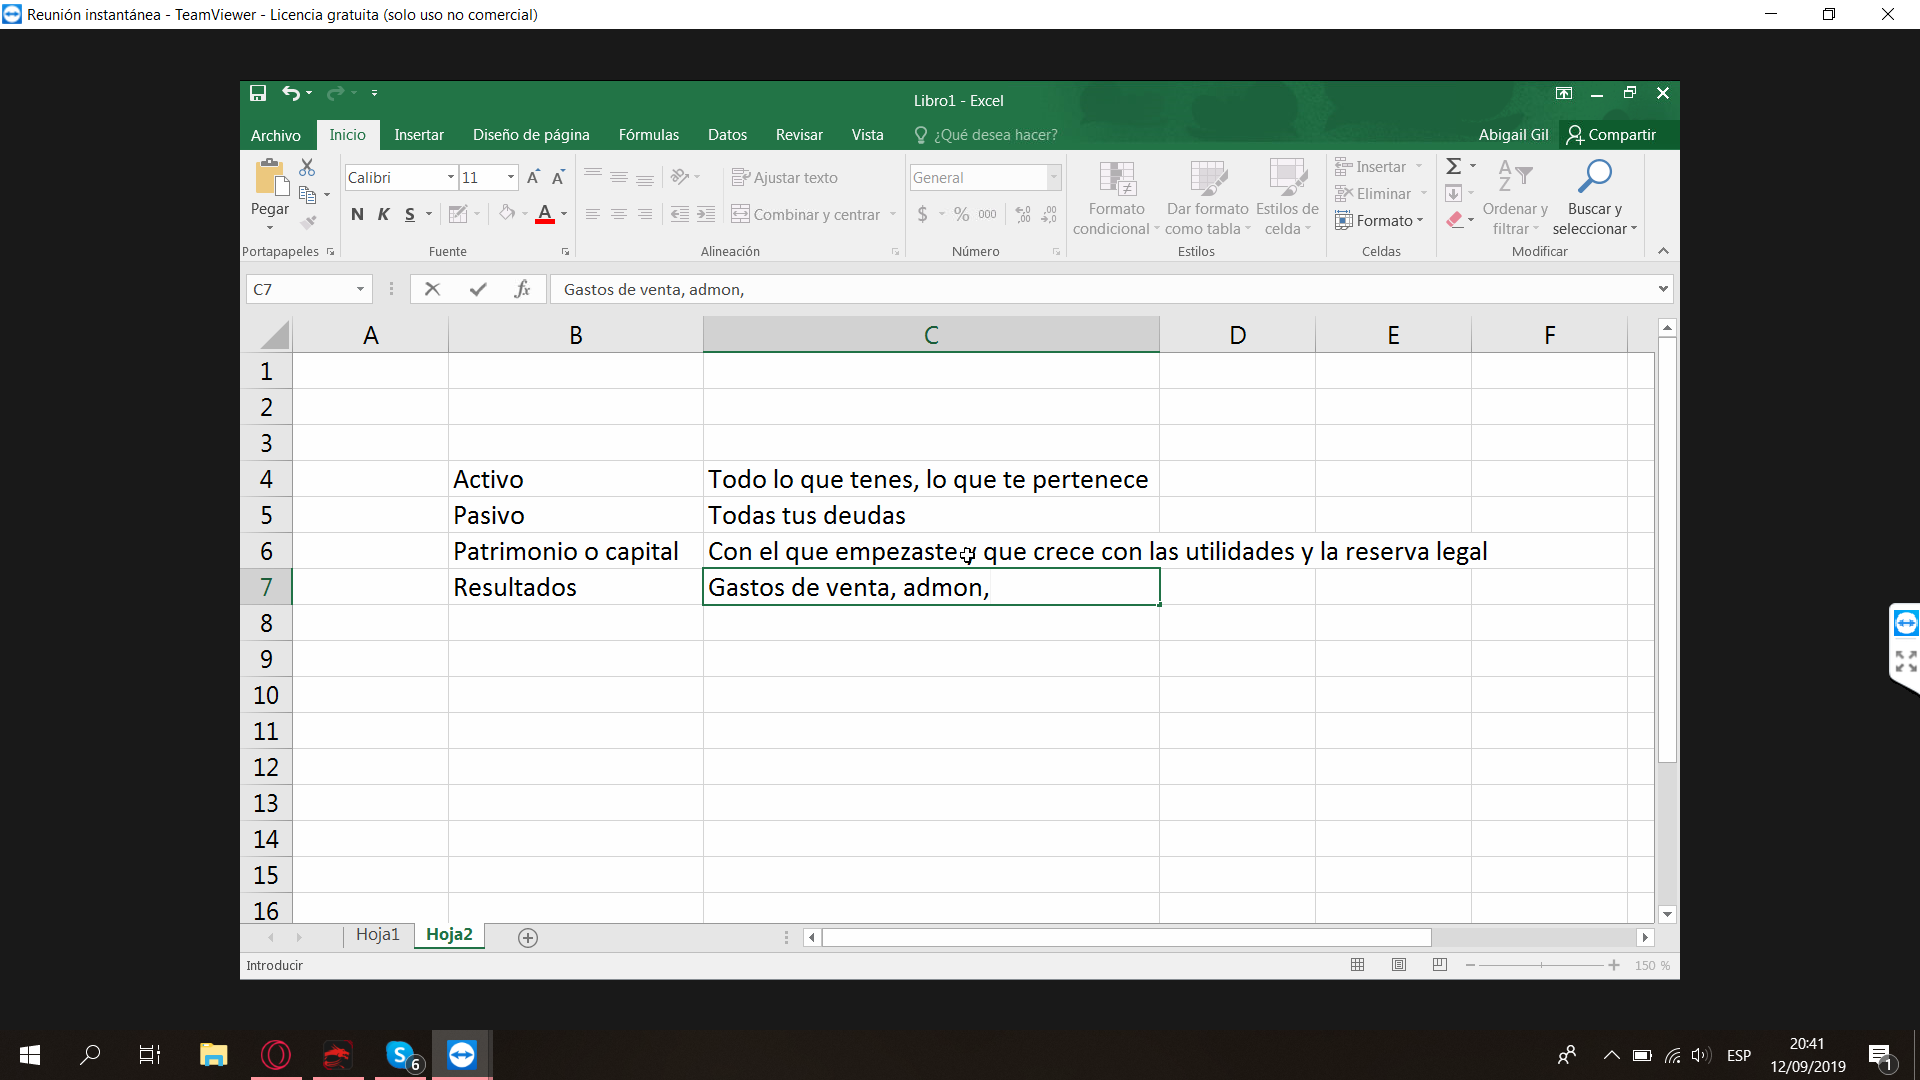 Reunión instantánea - TeamViewer - Licencia gratuita (solo uso no comercial)
Libro1 - Excel
Archivo Inicio Insertar Diseño de página Fórmulas Datos Revisar Vista ¿Qué desea hacer? Abigail Gil Compartir
Pegar
Portapapeles
Calibri 11
N K S A
Fuente
Ajustar texto
Combinar y centrar
Alineación
General
$ % 000
Número
Formato condicional
Dar formato como tabla
Estilos de celda
Estilos
Insertar
Eliminar
Formato
Celdas
Ordenar y filtrar
Buscar y seleccionar
Modificar
C7 fx Gastos de venta, admon,
A B C D E F
1
2
3
4 Activo Todo lo que tenes, lo que te pertenece
5 Pasivo Todas tus deudas
6 Patrimonio o capital Con el que empezaste y que crece con las utilidades y la reserva legal
7 Resultados Gastos de venta, admon,
8
9
10
11
12
13
14
15
16
Hoja1 Hoja2
Introducir 150 %
6 ESP 20:41
12/09/2019 1